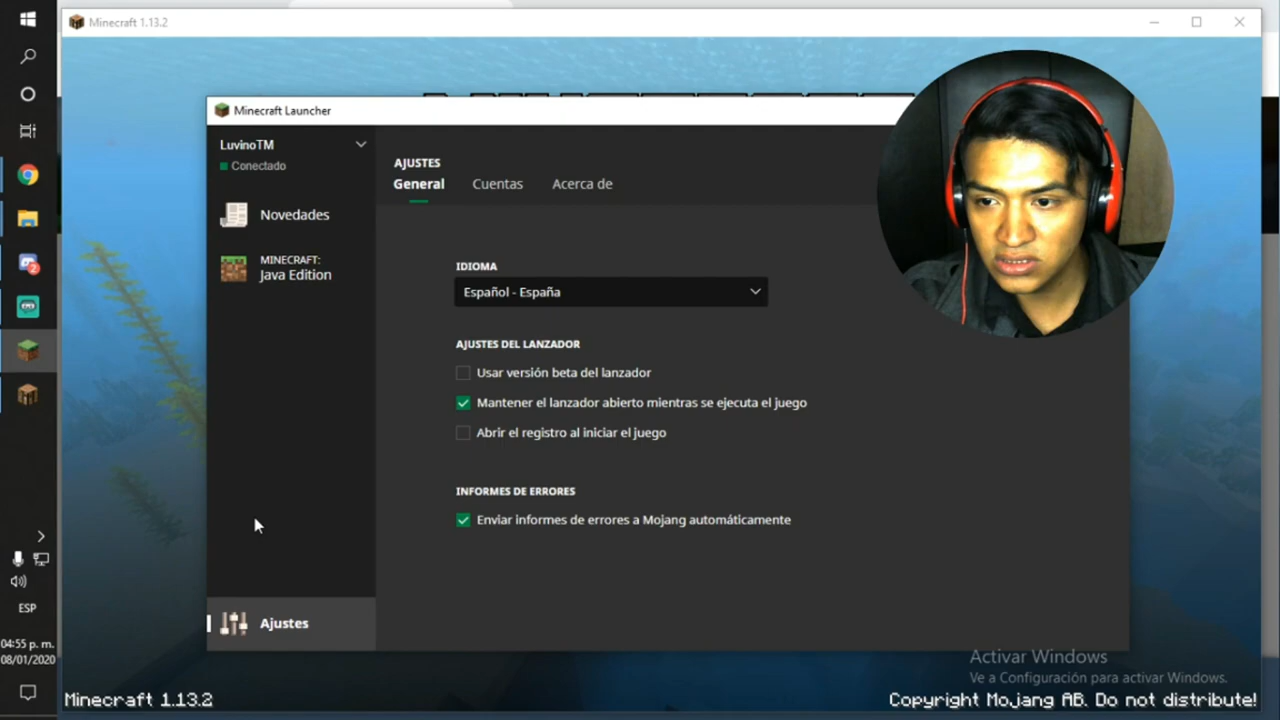 Minecraft 1.13.2
Minecraft Launcher
LuvinoTM
Conectado
Novedades
MINECRAFT:
Java Edition
Ajustes
AJUSTES
General Cuentas Acerca de
IDIOMA
Español - España
AJUSTES DEL LANZADOR
Usar versión beta del lanzador
Mantener el lanzador abierto mientras se ejecuta el juego
Abrir el registro al iniciar el juego
INFORMES DE ERRORES
Enviar informes de errores a Mojang automáticamente
2
ESP
04:55 p. m.
08/01/2020
Activar Windows
Ve a Configuración para activar Windows.
Minecraft 1.13.2
Copyright Mojang AB. Do not distribute!